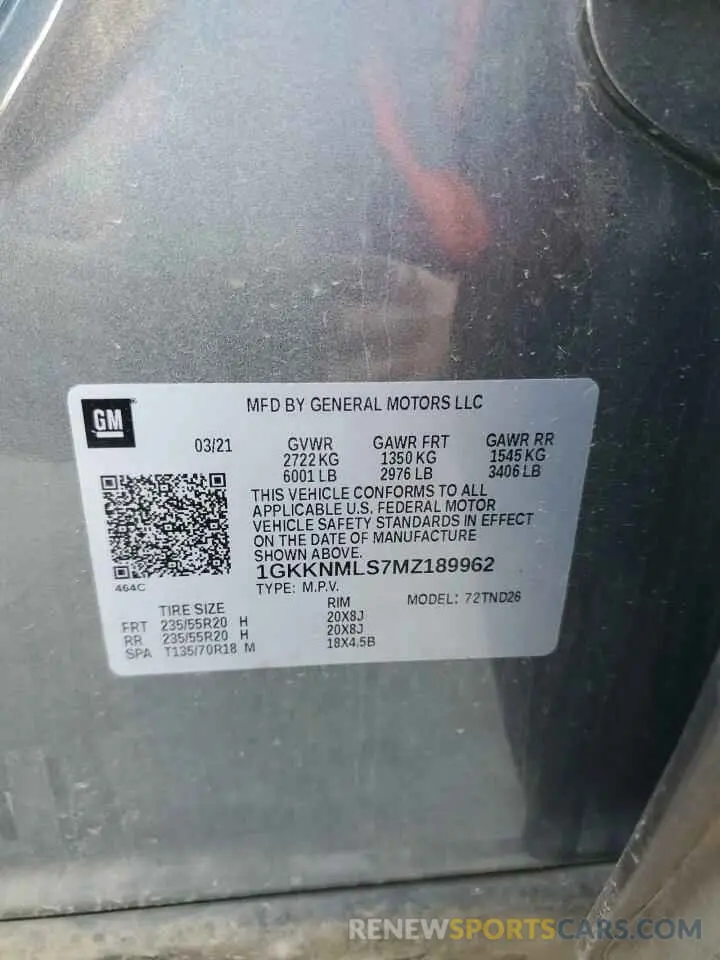 GM
MFD BY GENERAL MOTORS LLC
03/21 GVWR GAWR FRT GAWR RR
2722 KG 1350 KG 1545 KG
6001 LB 2976 LB 3406 LB
THIS VEHICLE CONFORMS TO ALL
APPLICABLE U.S. FEDERAL MOTOR
VEHICLE SAFETY STANDARDS IN EFFECT
ON THE DATE OF MANUFACTURE
SHOWN ABOVE.
1GKKNMLS7MZ189962
464C
TYPE: M.P.V.
TIRE SIZE RIM MODEL: 72TND26
FRT 235/55R20 H 20X8J
RR 235/55R20 H 20X8J
SPA T135/70R18 M 18X4.5B
RENEWSPORTSCARS.COM